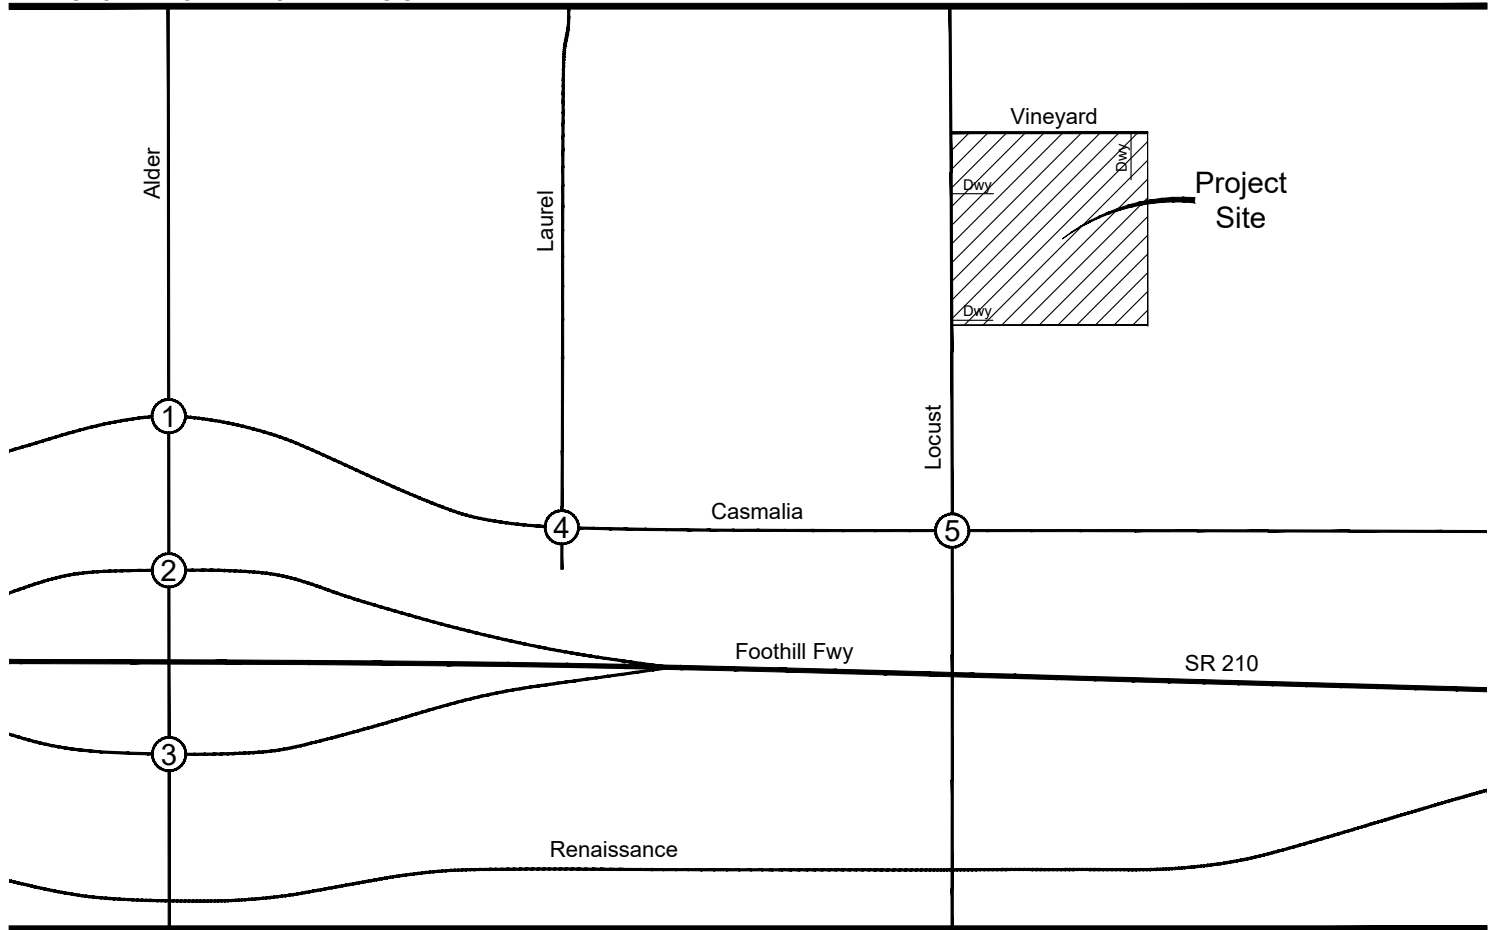 Vineyard
Alder
Dwy
Project
Site
Dwy
Laurel
Dwy
Locust
1
Casmalia
4
5
2
Foothill Fwy
SR 210
3
Renaissance